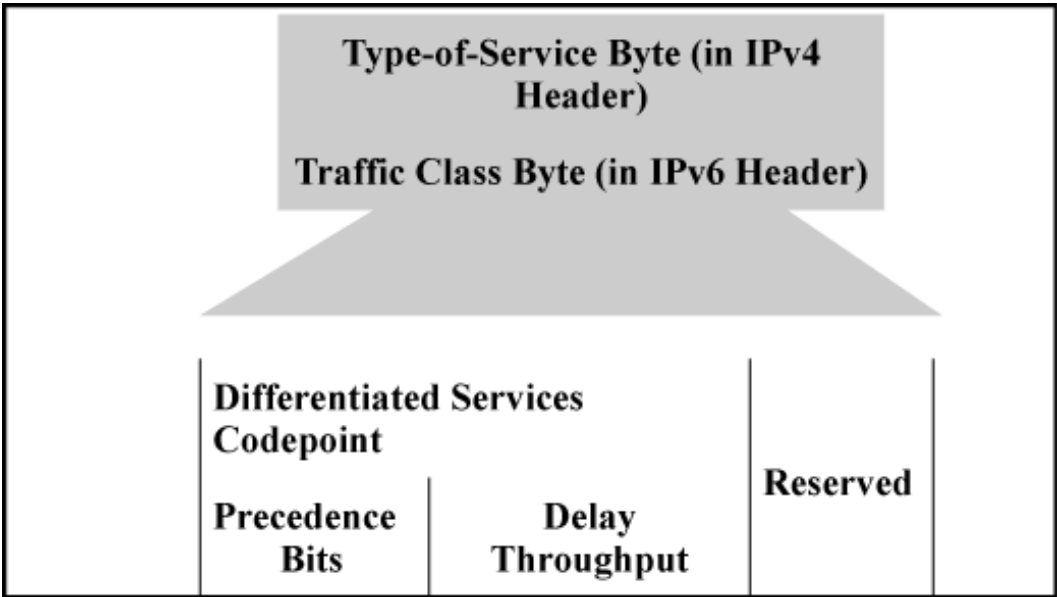 Type-of-Service Byte (in IPv4
Header)
Traffic Class Byte (in IPv6 Header)
Differentiated Services
Codepoint
Precedence
Bits
Delay
Throughput
Reserved